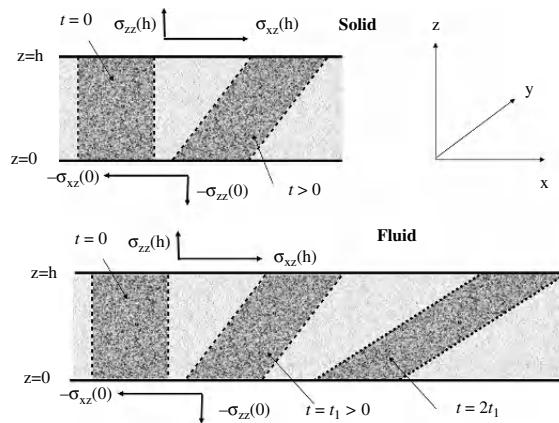 t = 0
σzz(h)
σxz(h)
Solid
z=h
z=0
–σxz(0)
–σzz(0)
t > 0
z
y
x
t = 0
σzz(h)
σxz(h)
Fluid
z=h
z=0
–σxz(0)
–σzz(0)
t = t1 > 0
t = 2t1